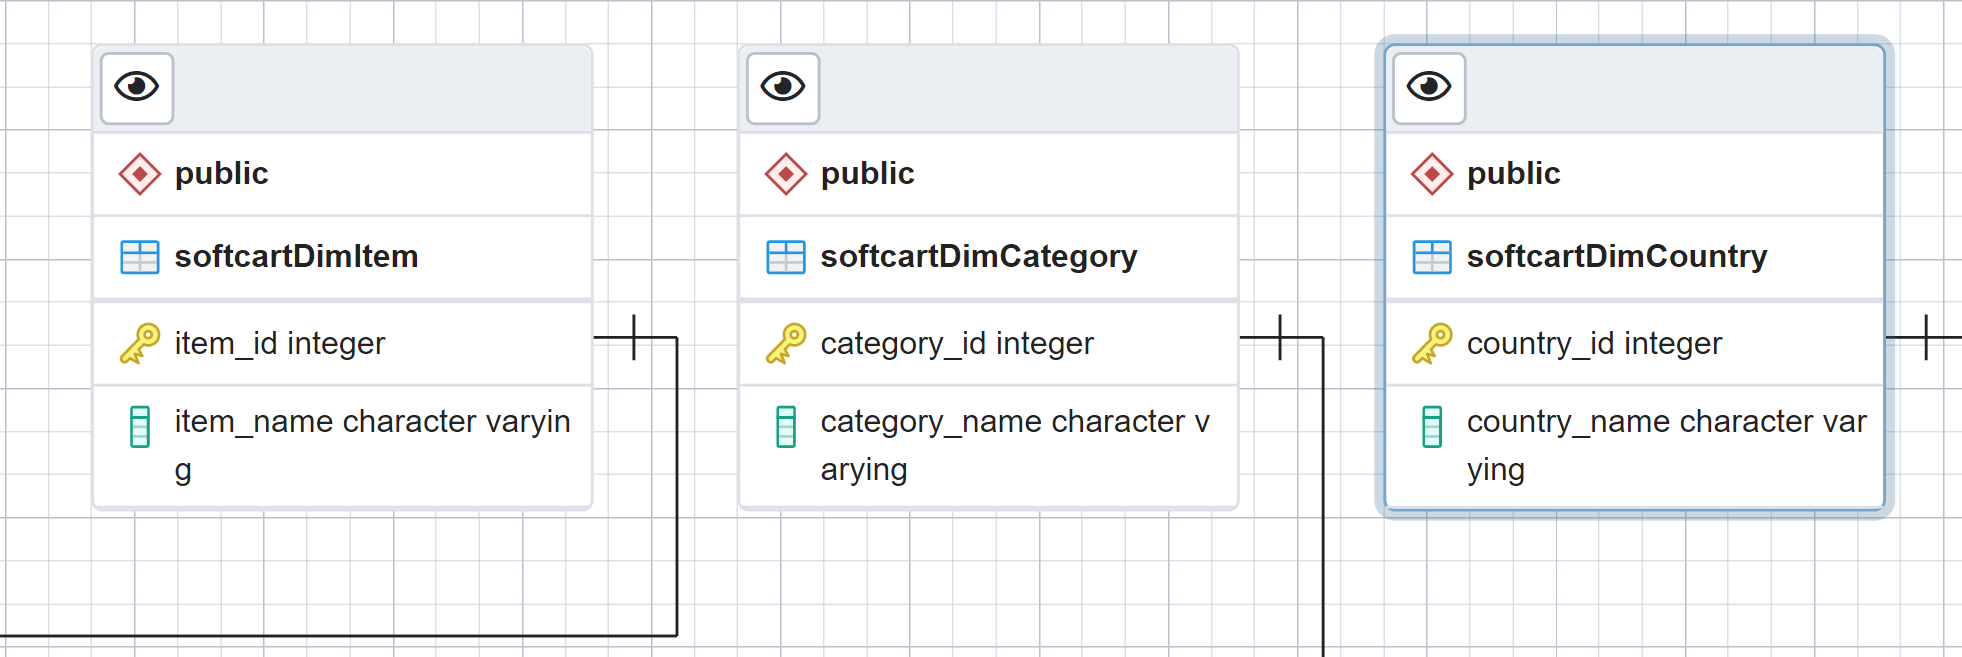 public
softcartDimItem
item_id integer
item_name character varyin
g
public
softcartDimCategory
category_id integer
category_name character v
arying
public
softcartDimCountry
country_id integer
country_name character var
ying